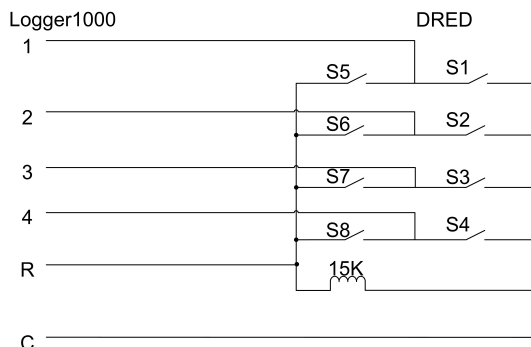 Logger1000 DRED
1
S5 S1
2
S6 S2
3
S7 S3
4
S8 S4
R
15K
C